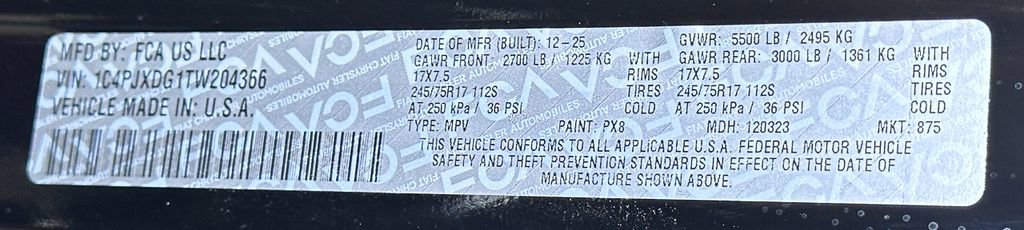 MFD BY: FCA US LLC
VIN: 1C4PJXDG1TW204366
VEHICLE MADE IN: U.S.A.
DATE OF MFR (BUILT): 12-25 GVWR: 5500 LB / 2495 KG
GAWR FRONT: 2700 LB / 1225 KG WITH GAWR REAR: 3000 LB / 1361 KG WITH
17X7.5 RIMS 17X7.5 RIMS
245/75R17 112S TIRES 245/75R17 112S TIRES
AT 250 kPa / 36 PSI COLD AT 250 kPa / 36 PSI COLD
TYPE: MPV PAINT: PX8 MDH: 120323 MKT: 875
THIS VEHICLE CONFORMS TO ALL APPLICABLE U.S.A. FEDERAL MOTOR VEHICLE
SAFETY AND THEFT PREVENTION STANDARDS IN EFFECT ON THE DATE OF
MANUFACTURE SHOWN ABOVE.